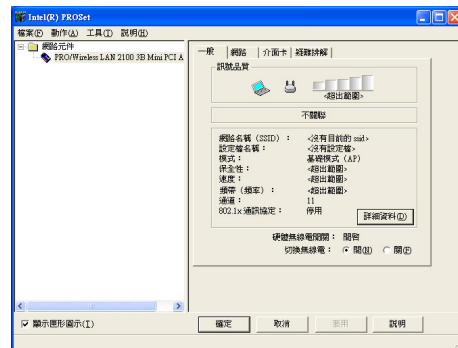 Intel(R) PROSet
檔案(F) 動作(A) 工具(T) 說明(H)
網路元件
PRO/Wireless LAN 2100 3B Mini PCI A
一般 網路 介面卡 疑難排解
訊號品質
<超出範圍>
不關聯
網路名稱 (SSID) : <沒有目前的 ssid>
設定檔名稱 : <沒有設定檔>
模式 : 基礎模式 (AP)
保全性 : <超出範圍>
速度 : <超出範圍>
頻帶 (頻率) : <超出範圍>
通道 : 11
802.1x 通訊協定 : 停用
詳細資料(D)
硬體無線電開關 : 開啓
切換無線電 : 開(N) 關(F)
顯示匣形圖示(I)
確定 取消 套用 說明